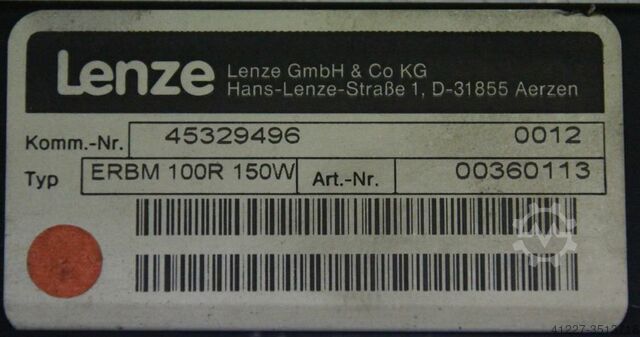 Lenze
Lenze GmbH & Co KG
Hans-Lenze-Straße 1, D-31855 Aerzen
Komm.-Nr. 45329496 0012
Typ ERBM 100R 150W Art.-Nr. 00360113